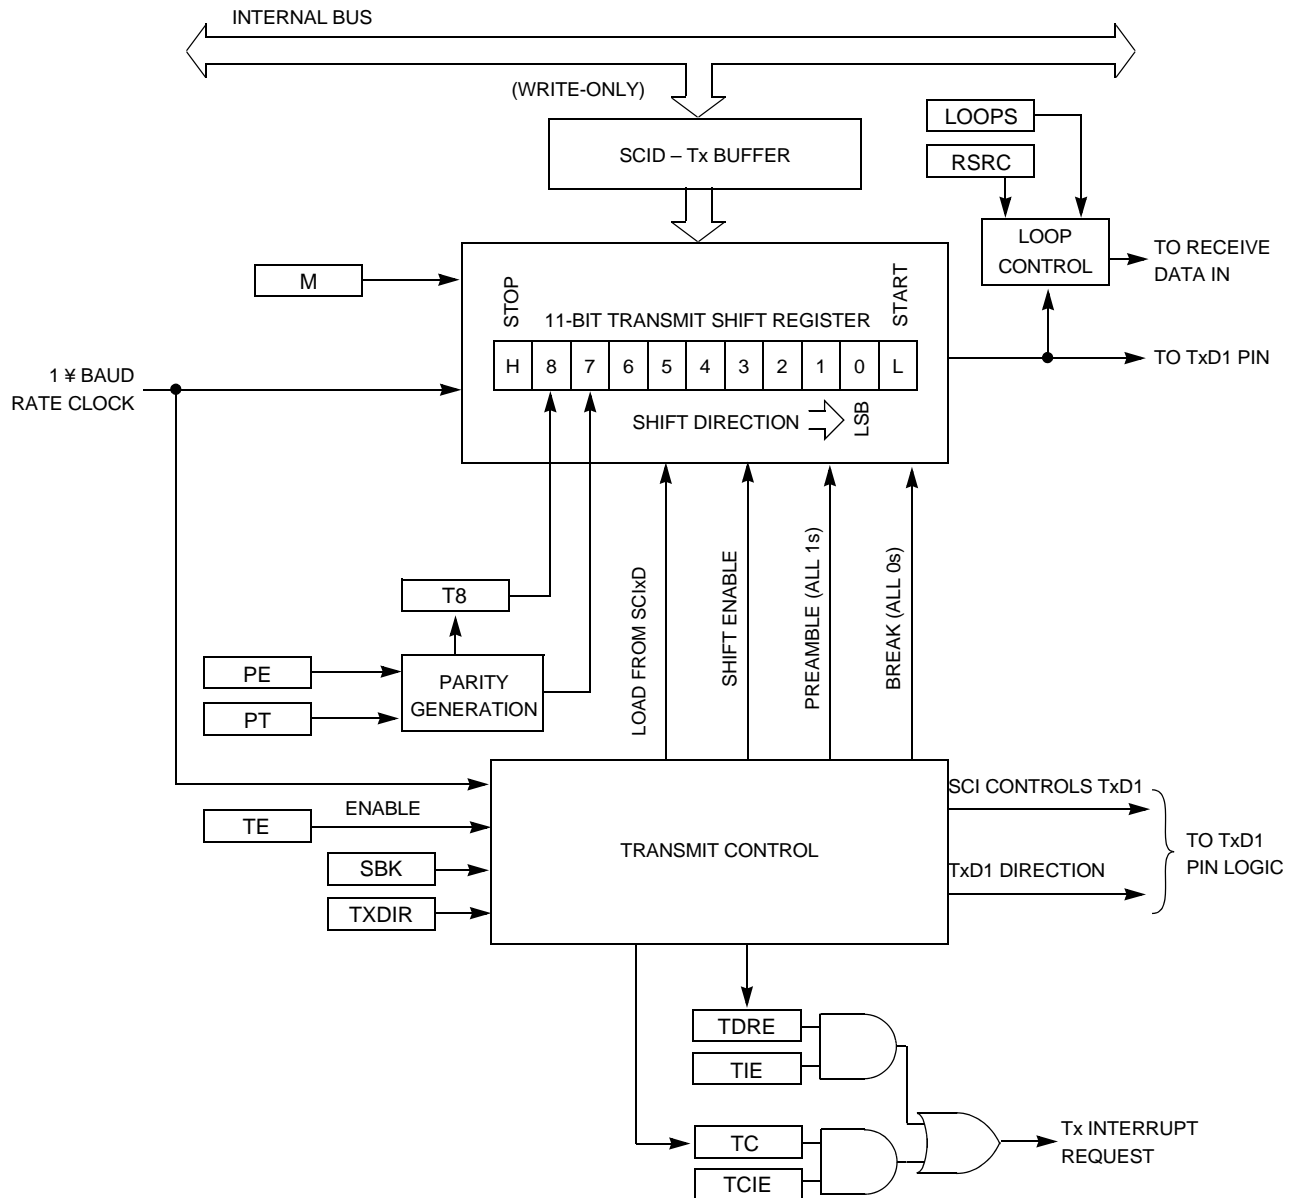 INTERNAL BUS
(WRITE-ONLY)
SCID – Tx BUFFER
LOOPS
RSRC
LOOP
CONTROL
TO RECEIVE
DATA IN
M
STOP
11-BIT TRANSMIT SHIFT REGISTER
START
H 8 7 6 5 4 3 2 1 0 L
TO TxD1 PIN
1 ¥ BAUD
RATE CLOCK
SHIFT DIRECTION
LSB
T8
PE
PT
PARITY
GENERATION
LOAD FROM SCIxD
SHIFT ENABLE
PREAMBLE (ALL 1s)
BREAK (ALL 0s)
TE
ENABLE
SBK
TXDIR
TRANSMIT CONTROL
SCI CONTROLS TxD1
TxD1 DIRECTION
TO TxD1
PIN LOGIC
TDRE
TIE
TC
TCIE
Tx INTERRUPT
REQUEST